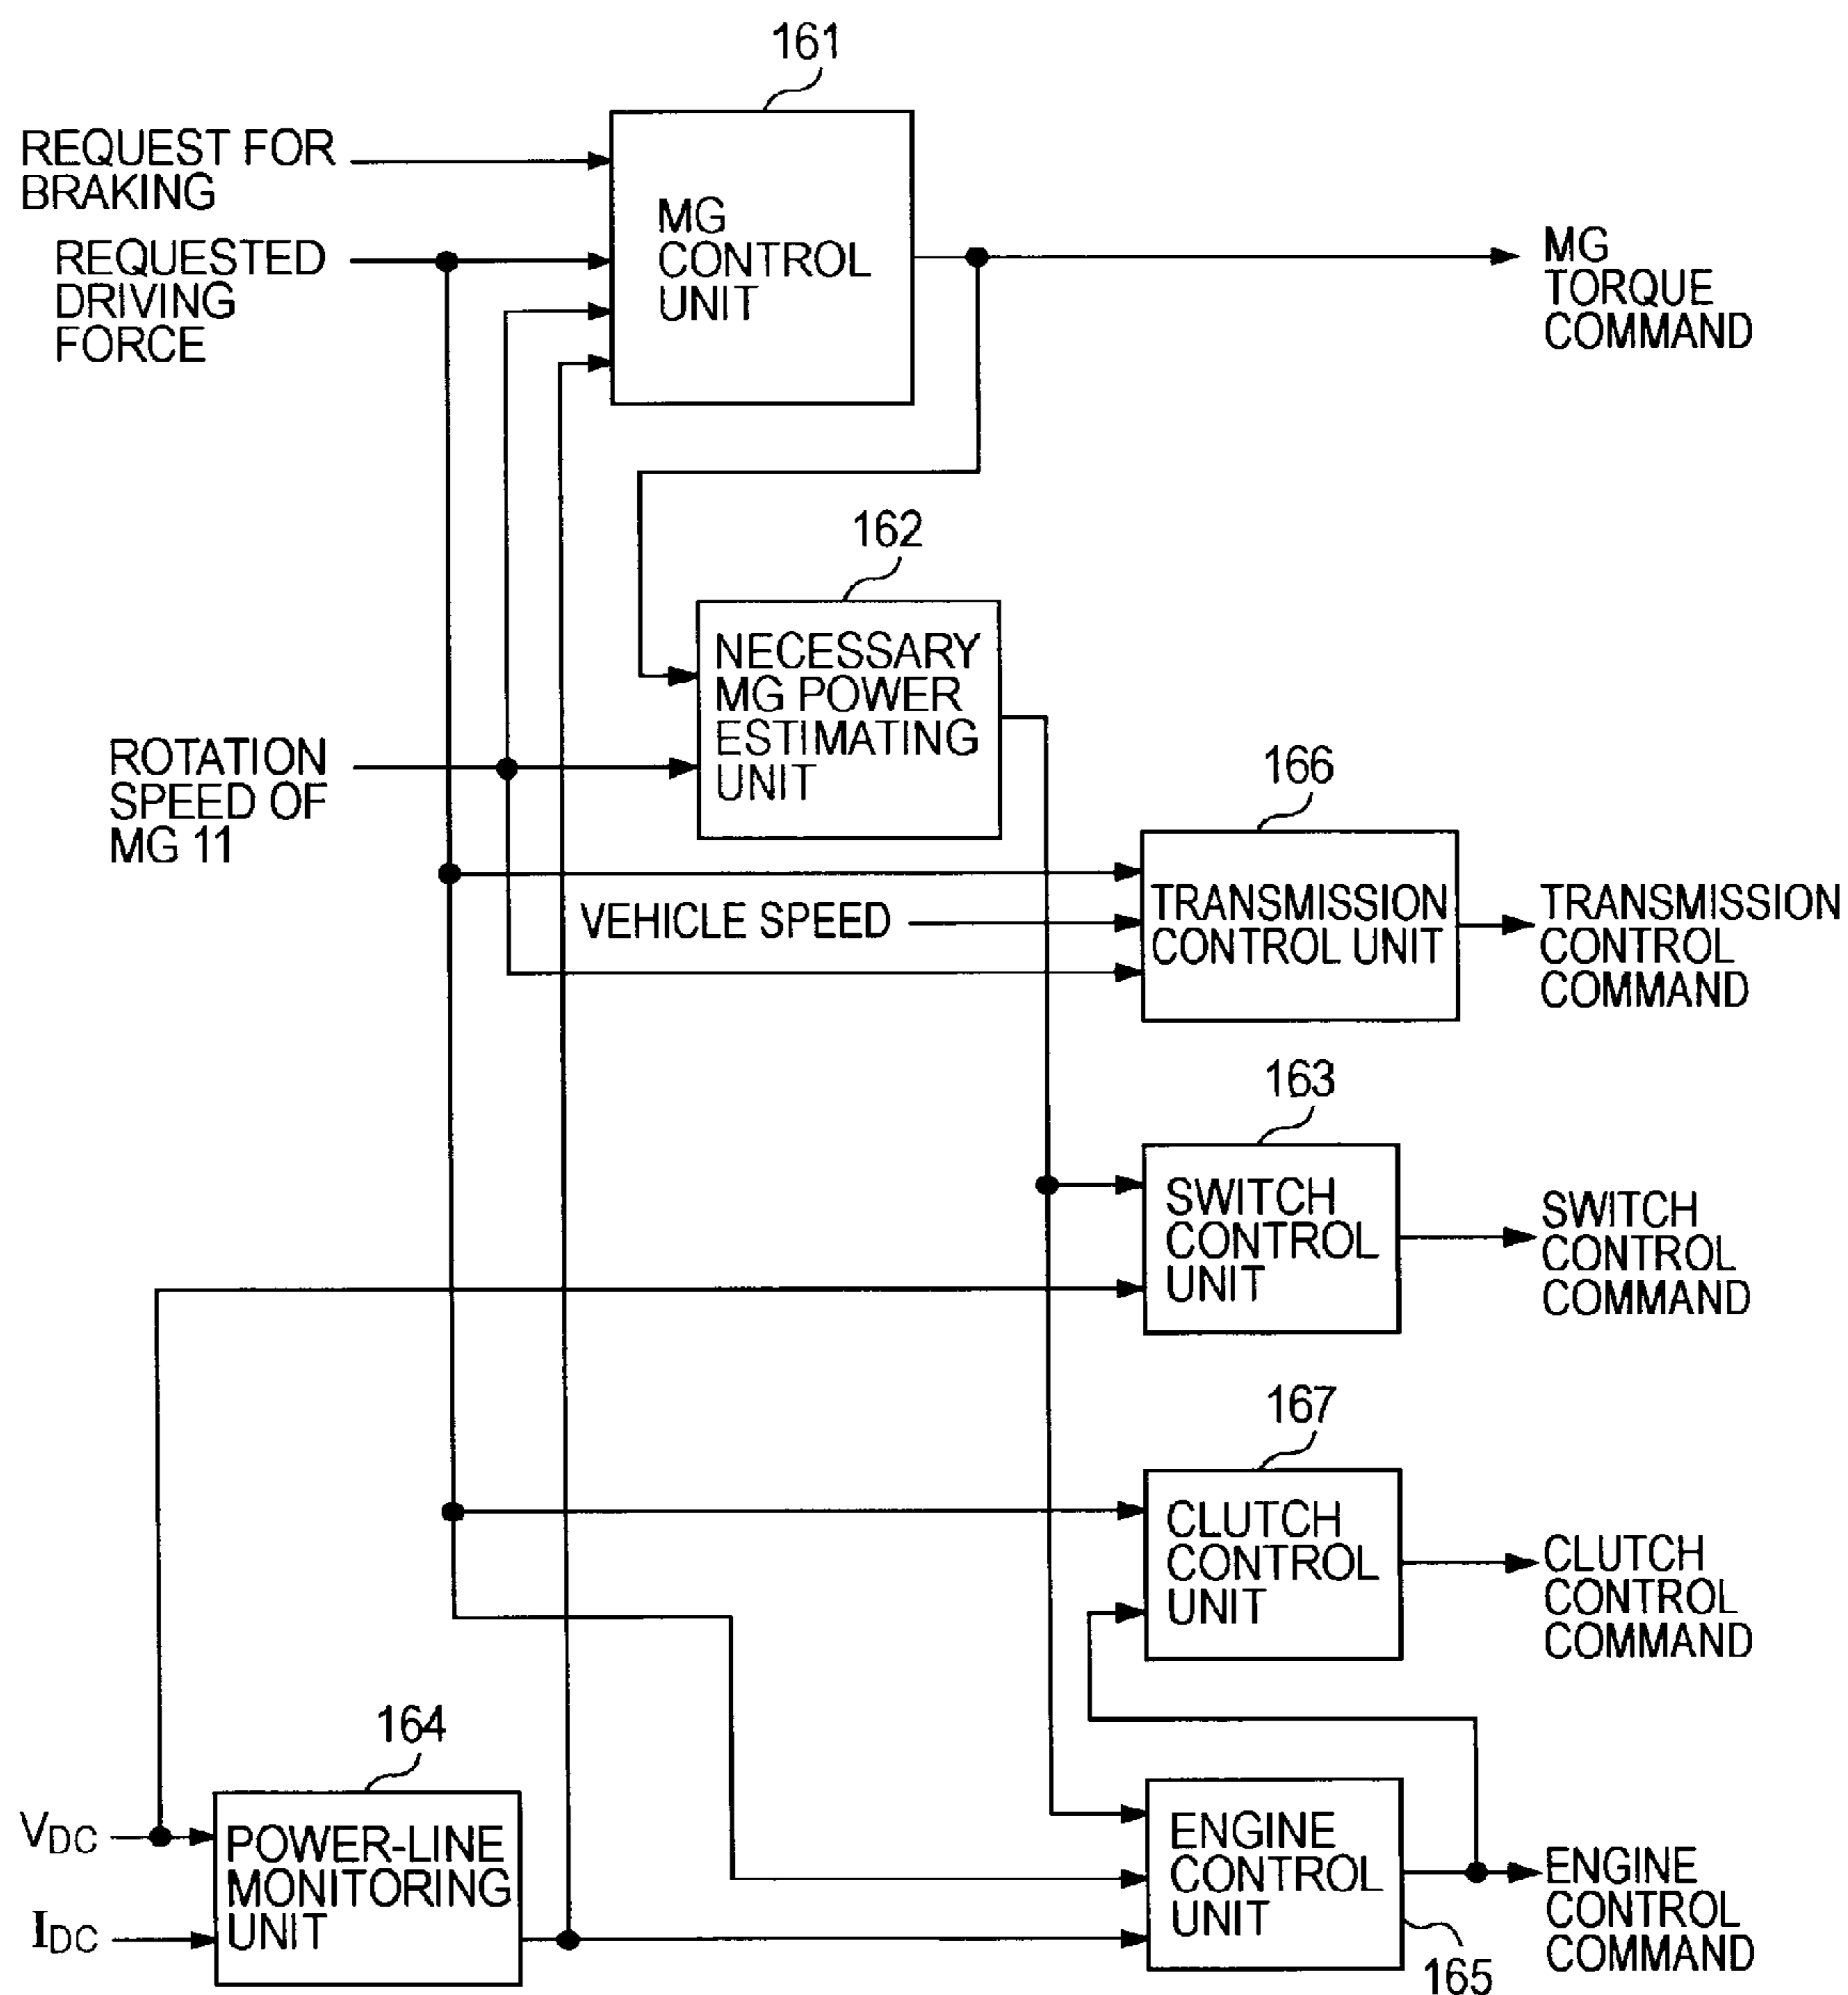 161
REQUEST FOR
BRAKING
REQUESTED
DRIVING
FORCE
MG
CONTROL
UNIT
MG
TORQUE
COMMAND
162
NECESSARY
MG POWER
ESTIMATING
UNIT
ROTATION
SPEED OF
MG 11
166
VEHICLE SPEED
TRANSMISSION
CONTROL UNIT
TRANSMISSION
CONTROL
COMMAND
163
SWITCH
CONTROL
UNIT
SWITCH
CONTROL
COMMAND
167
CLUTCH
CONTROL
UNIT
CLUTCH
CONTROL
COMMAND
164
VDC
IDC
POWER-LINE
MONITORING
UNIT
ENGINE
CONTROL
UNIT
165
ENGINE
CONTROL
COMMAND